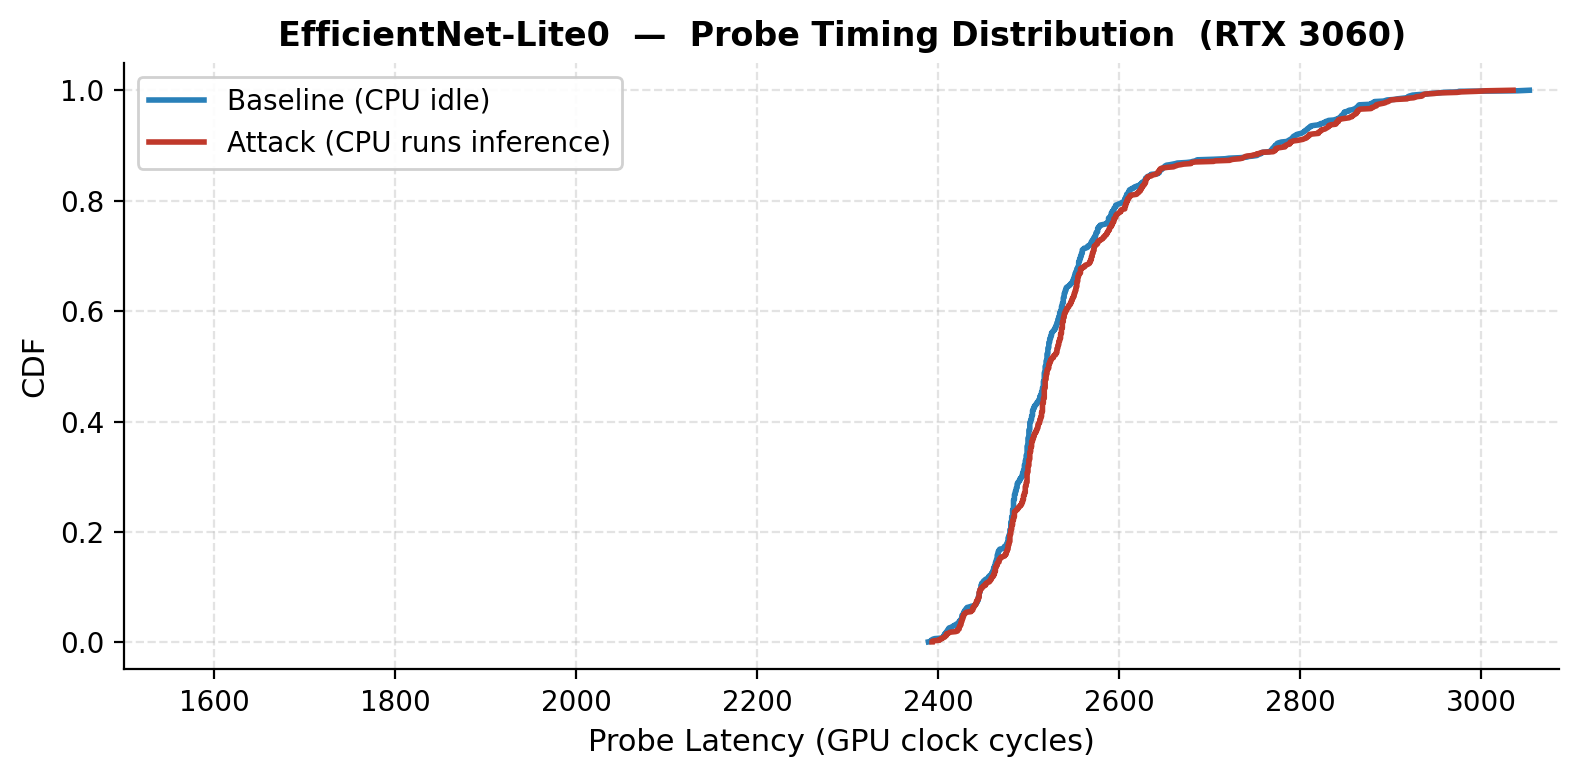 EfficientNet-Lite0 — Probe Timing Distribution (RTX 3060)
Baseline (CPU idle)
Attack (CPU runs inference)
CDF
1.0
0.8
0.6
0.4
0.2
0.0
1600 1800 2000 2200 2400 2600 2800 3000
Probe Latency (GPU clock cycles)